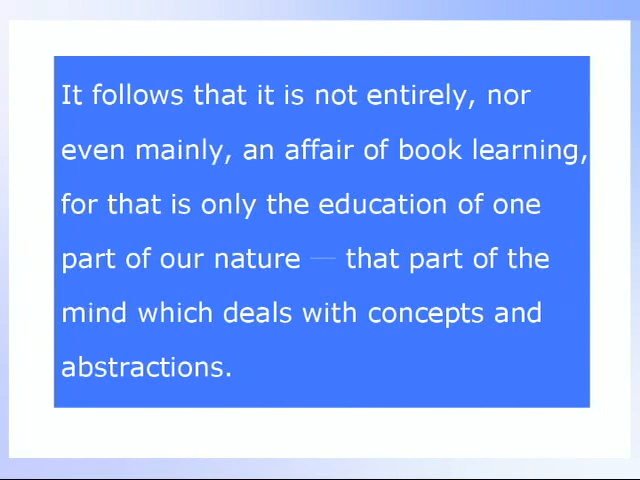 It follows that it is not entirely, nor
even mainly, an affair of book learning,
for that is only the education of one
part of our nature — that part of the
mind which deals with concepts and
abstractions.